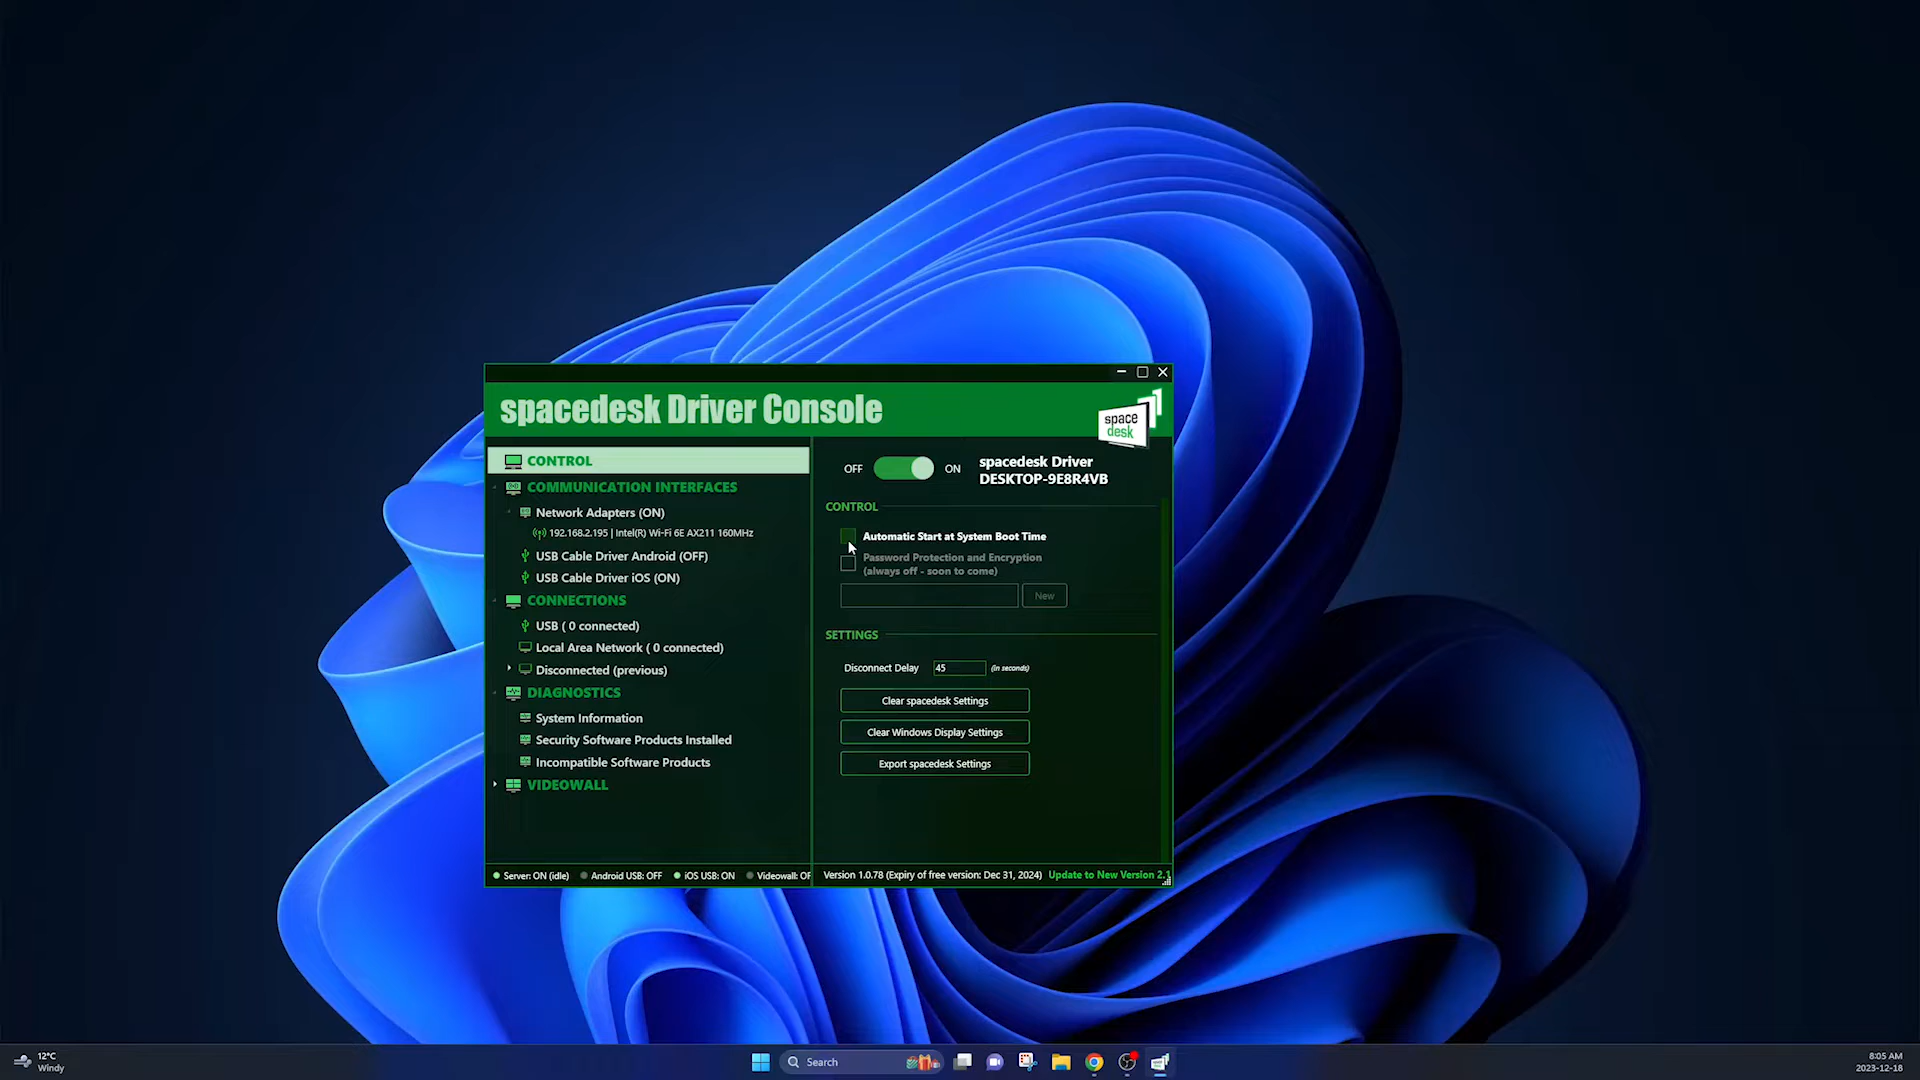 spacedesk Driver Console
space
desk
CONTROL
COMMUNICATION INTERFACES
Network Adapters (ON)
192.168.2.195 | Intel(R) Wi-Fi 6E AX211 160MHz
USB Cable Driver Android (OFF)
USB Cable Driver iOS (ON)
CONNECTIONS
USB ( 0 connected)
Local Area Network ( 0 connected)
Disconnected (previous)
DIAGNOSTICS
System Information
Security Software Products Installed
Incompatible Software Products
VIDEOWALL
OFF
ON
spacedesk Driver
DESKTOP-9E8R4VB
CONTROL
Automatic Start at System Boot Time
Password Protection and Encryption
(always off - soon to come)
New
SETTINGS
Disconnect Delay 45 (in seconds)
Clear spacedesk Settings
Clear Windows Display Settings
Export spacedesk Settings
Server: ON (idle) Android USB: OFF iOS USB: ON Videowall: OF
Version 1.0.78 (Expiry of free version: Dec 31, 2024) Update to New Version 2.1
12°C
Windy
Search
8:05 AM
2023-12-18